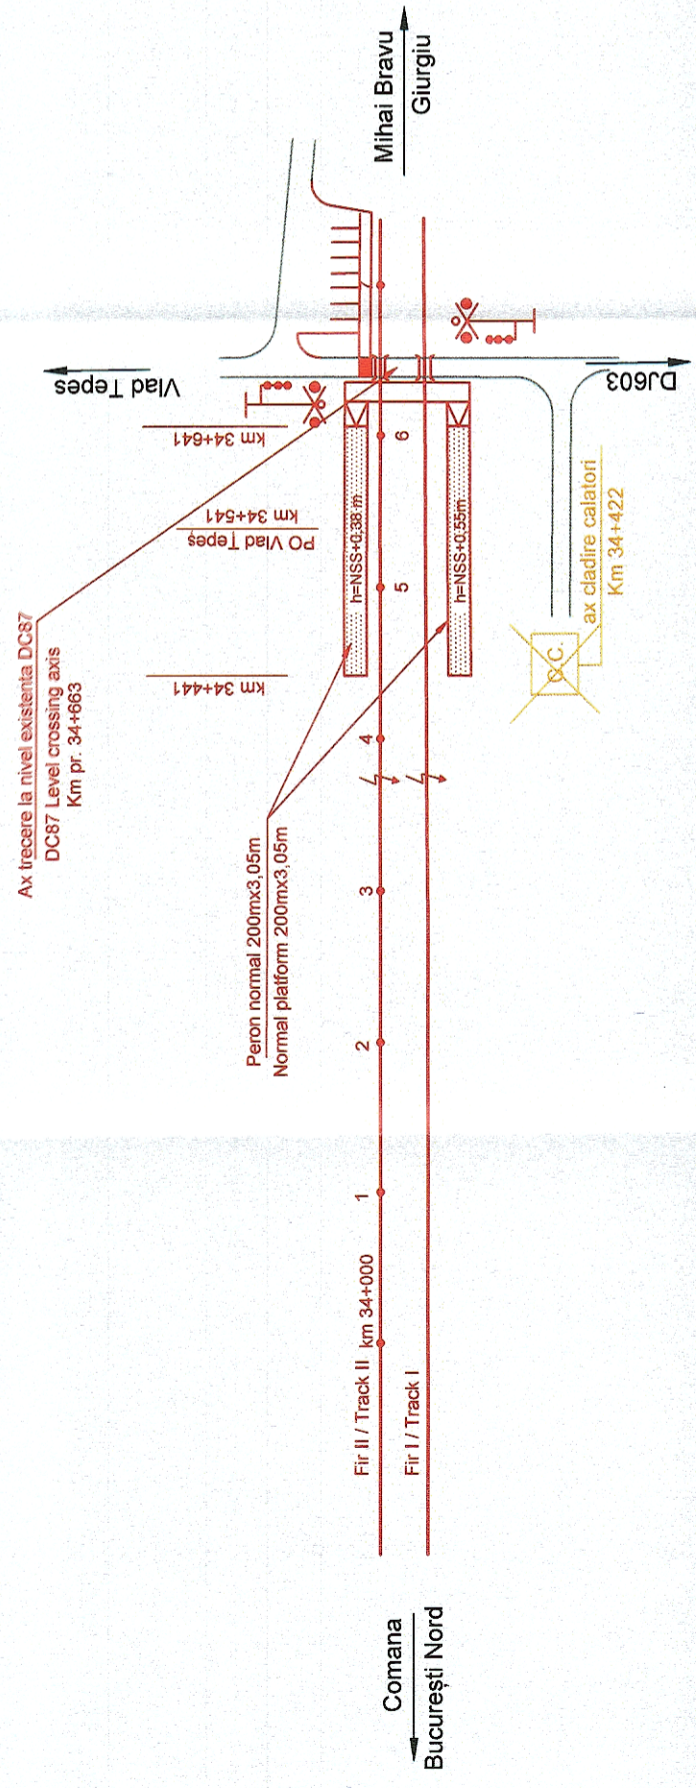 Ax trecere la nivel existenta DC87
DC87 Level crossing axis
Km pr. 34+663
Vlad Tepes
km 34+441
PO Vlad Tepeș
km 34+541
km 34+641
Peron normal 200mx3,05m
Normal platform 200mx3,05m
h=NSS+0,38 m
h=NSS+0,55m
Fir II / Track II
km 34+000
1
2
3
4
5
6
7
Fir I / Track I
Comana
București Nord
Mihai Bravu
Giurgiu
C.
ax cladire calatori
Km 34+422
DJ603